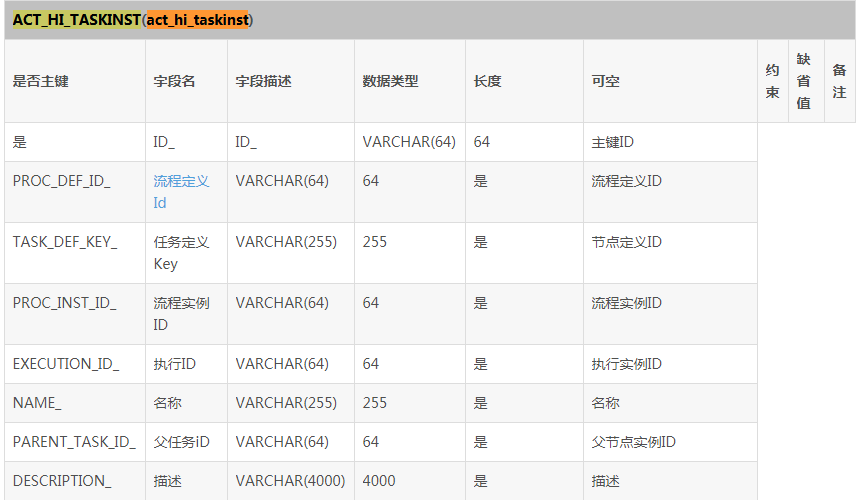 ACT_HI_TASKINST(act_hi_taskinst)
是否主键 字段名 字段描述 数据类型 长度 可空 约束 缺省值 备注
是 ID_ ID_ VARCHAR(64) 64 主键ID
PROC_DEF_ID_ 流程定义Id VARCHAR(64) 64 是 流程定义ID
TASK_DEF_KEY_ 任务定义Key VARCHAR(255) 255 是 节点定义ID
PROC_INST_ID_ 流程实例ID VARCHAR(64) 64 是 流程实例ID
EXECUTION_ID_ 执行ID VARCHAR(64) 64 是 执行实例ID
NAME_ 名称 VARCHAR(255) 255 是 名称
PARENT_TASK_ID_ 父任务iD VARCHAR(64) 64 是 父节点实例ID
DESCRIPTION_ 描述 VARCHAR(4000) 4000 是 描述